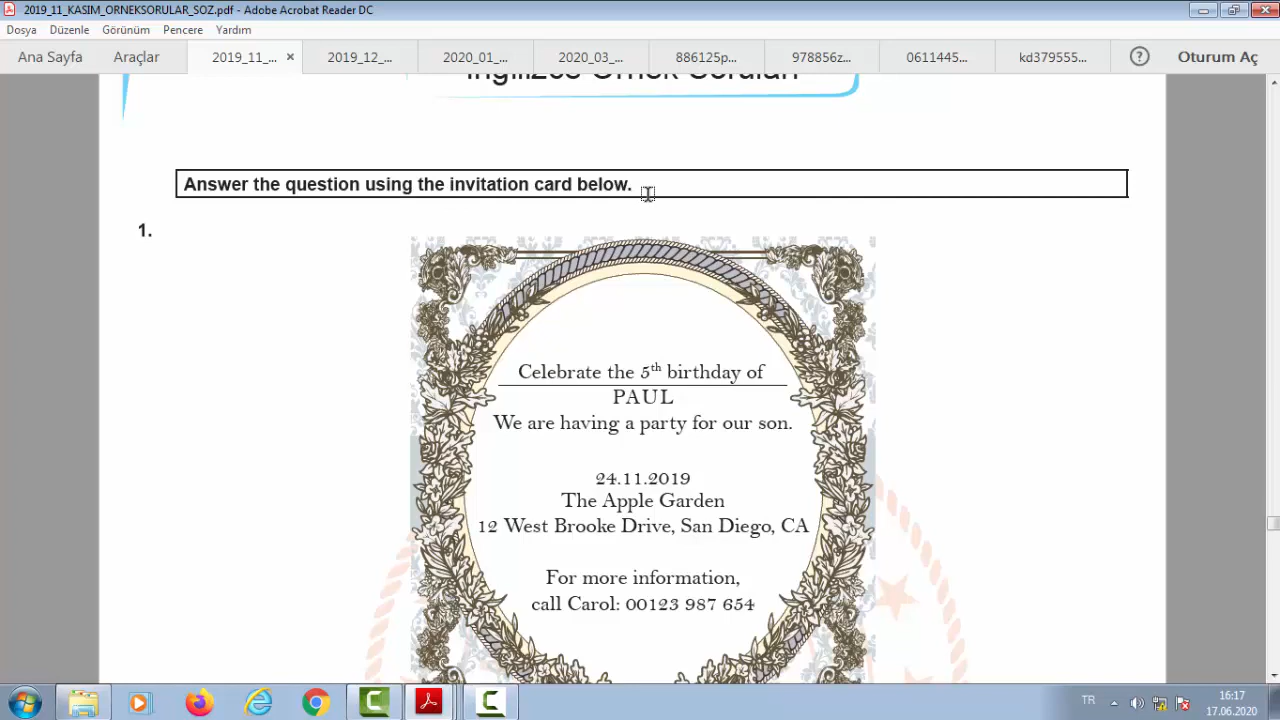 2019_11_KASIM_ORNEKSORULAR_SOZ.pdf - Adobe Acrobat Reader DC
Dosya Düzenle Görünüm Pencere Yardım
Ana Sayfa Araçlar 2019_11_... × 2019_12_... 2020_01_... 2020_03_... 886125p... 978856z... 0611445... kd379555... ? Oturum Aç
İngilizce Örnek Soruları
Answer the question using the invitation card below.
1.
Celebrate the 5th birthday of
PAUL
We are having a party for our son.
24.11.2019
The Apple Garden
12 West Brooke Drive, San Diego, CA
For more information,
call Carol: 00123 987 654
TR 16:17
17.06.2020